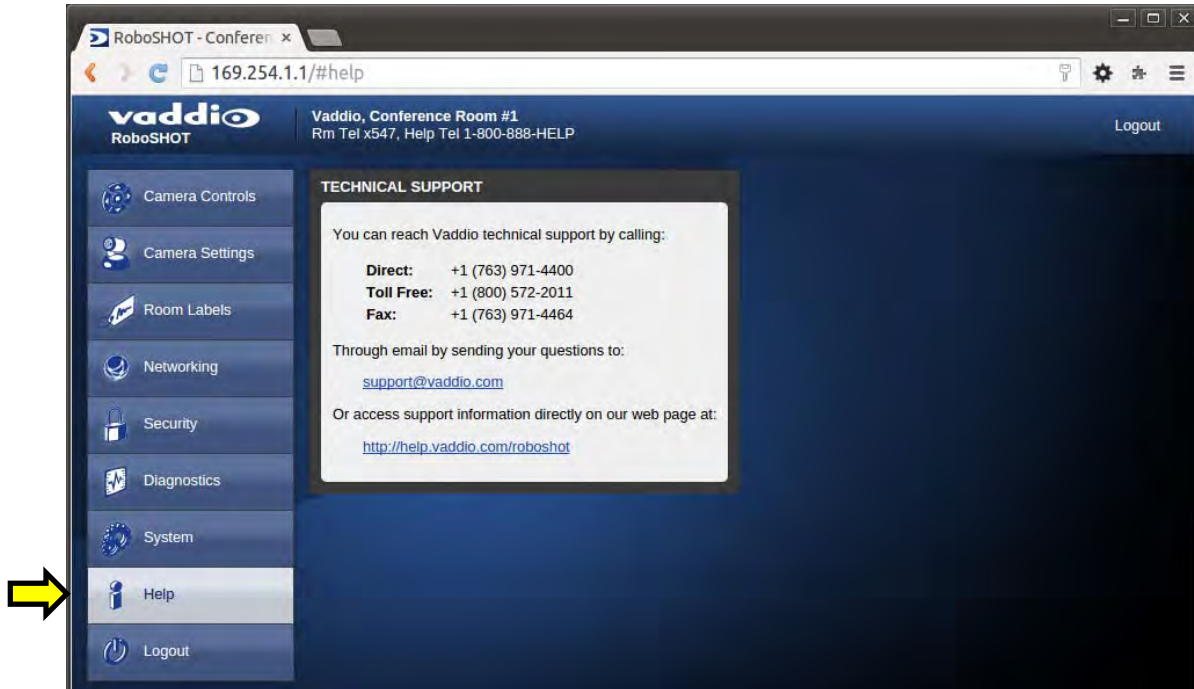 RoboSHOT - Conferen
169.254.1.1/#help
vaddio
RoboSHOT
Vaddio, Conference Room #1
Rm Tel x547, Help Tel 1-800-888-HELP
Logout
Camera Controls
Camera Settings
Room Labels
Networking
Security
Diagnostics
System
Help
Logout
TECHNICAL SUPPORT
You can reach Vaddio technical support by calling:
Direct: +1 (763) 971-4400
Toll Free: +1 (800) 572-2011
Fax: +1 (763) 971-4464
Through email by sending your questions to:
support@vaddio.com
Or access support information directly on our web page at:
http://help.vaddio.com/roboshot